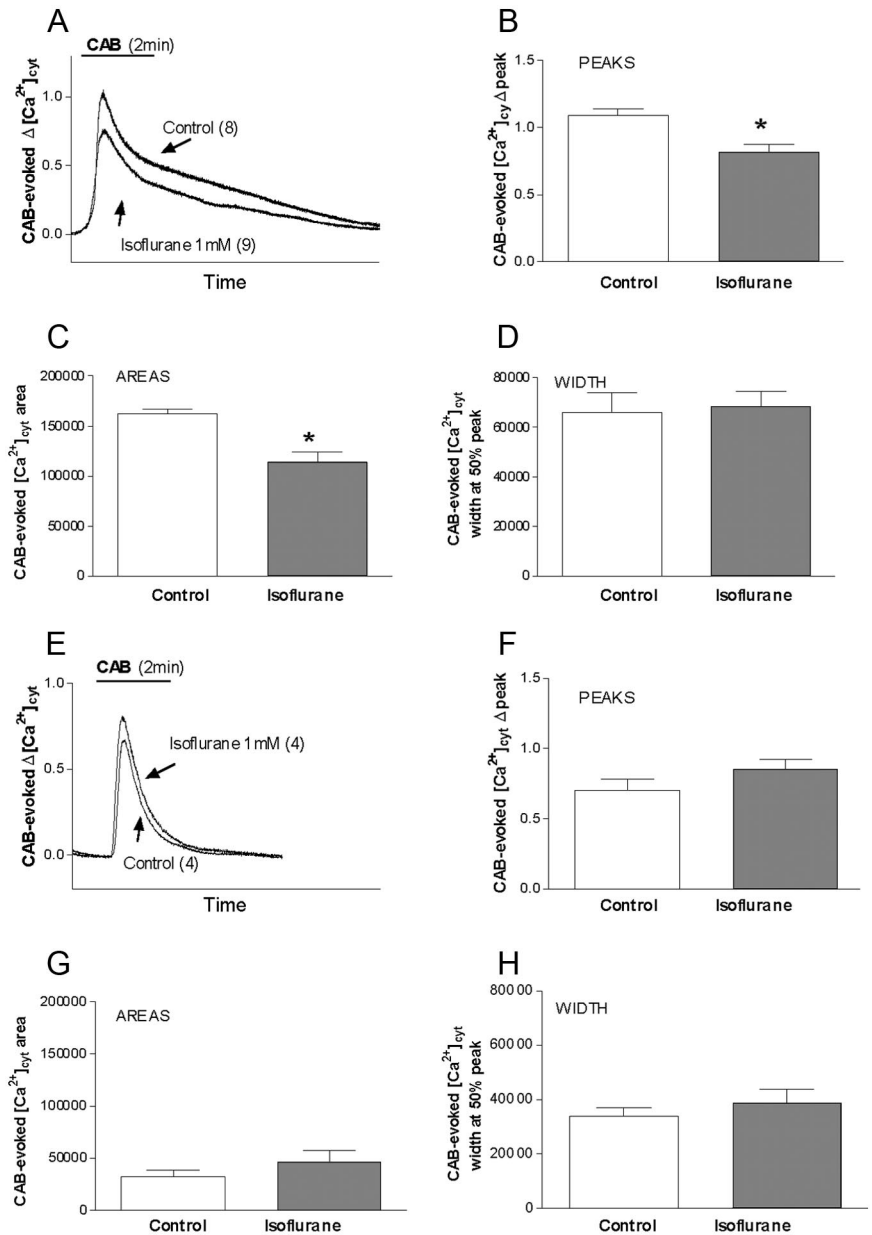 A
CAB (2min)
CAB-evoked Δ [Ca²⁺]cyt
1.0
0.5
0.0
Control (8)
Isoflurane 1mM (9)
Time
B
PEAKS
CAB-evoked [Ca²⁺]cy Δ peak
1.5
1.0
0.5
0.0
*
Control Isoflurane
C
AREAS
CAB-evoked [Ca²⁺]cyt area
200000
150000
100000
50000
0
*
Control Isoflurane
D
WIDTH
CAB-evoked [Ca²⁺]cyt
width at 50% peak
80000
60000
40000
20000
0
Control Isoflurane
E
CAB (2min)
CAB-evoked Δ [Ca²⁺]cyt
1.0
0.5
0.0
Isoflurane 1mM (4)
Control (4)
Time
F
PEAKS
CAB-evoked [Ca²⁺]cyt Δ peak
1.5
1.0
0.5
0.0
Control Isoflurane
G
AREAS
CAB-evoked [Ca²⁺]cyt area
200000
150000
100000
50000
0
Control Isoflurane
H
WIDTH
CAB-evoked [Ca²⁺]cyt
width at 50% peak
800 00
600 00
400 00
200 00
0
Control Isoflurane